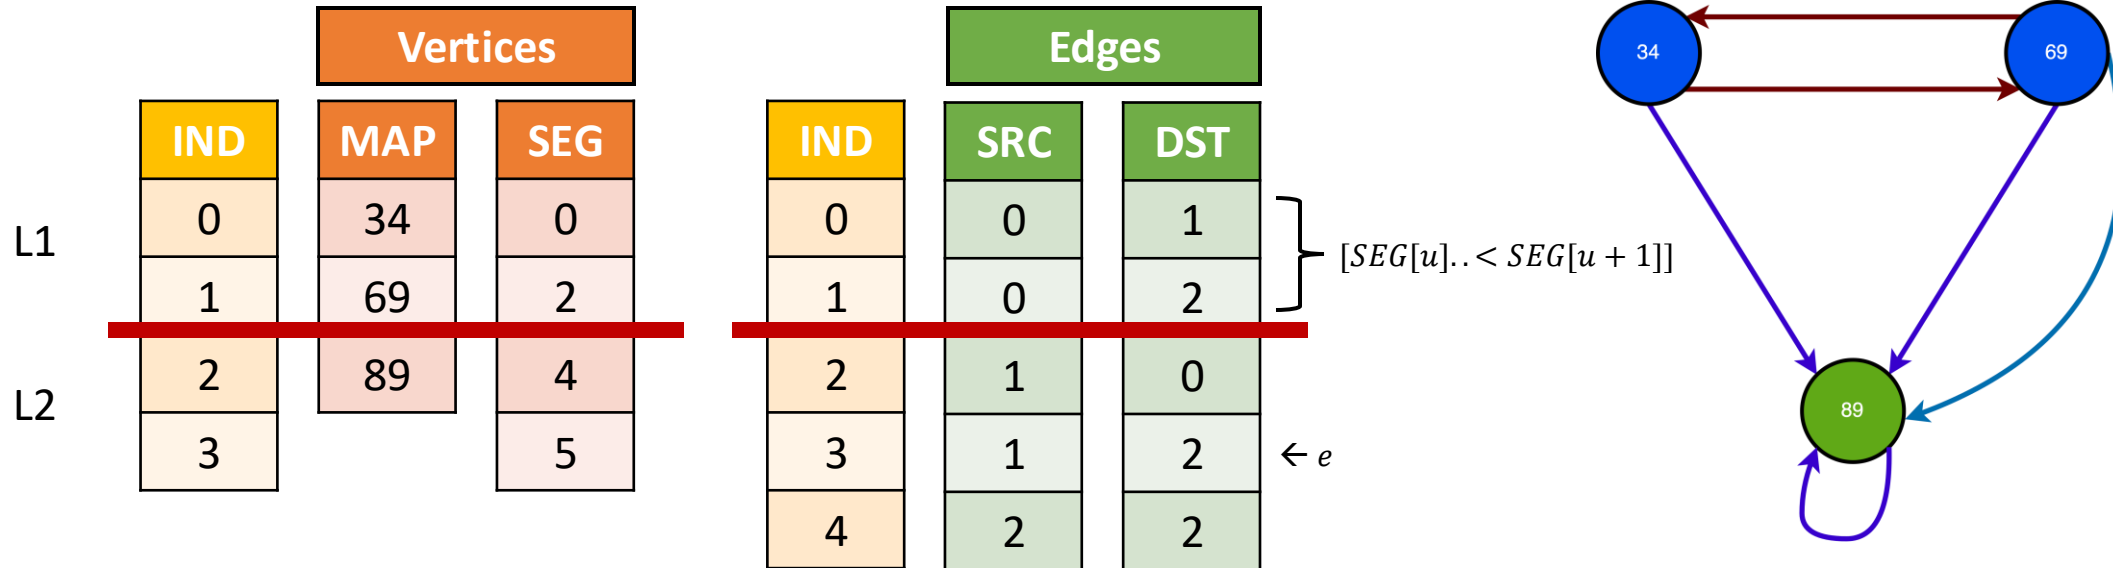 Vertices
Edges
34
69
IND MAP SEG
IND SRC DST
0 34 0
0 0 1
L1
[SEG[u]..< SEG[u + 1]]
1 69 2
1 0 2
2 89 4
2 1 0
L2
89
3 5
3 1 2
← e
4 2 2